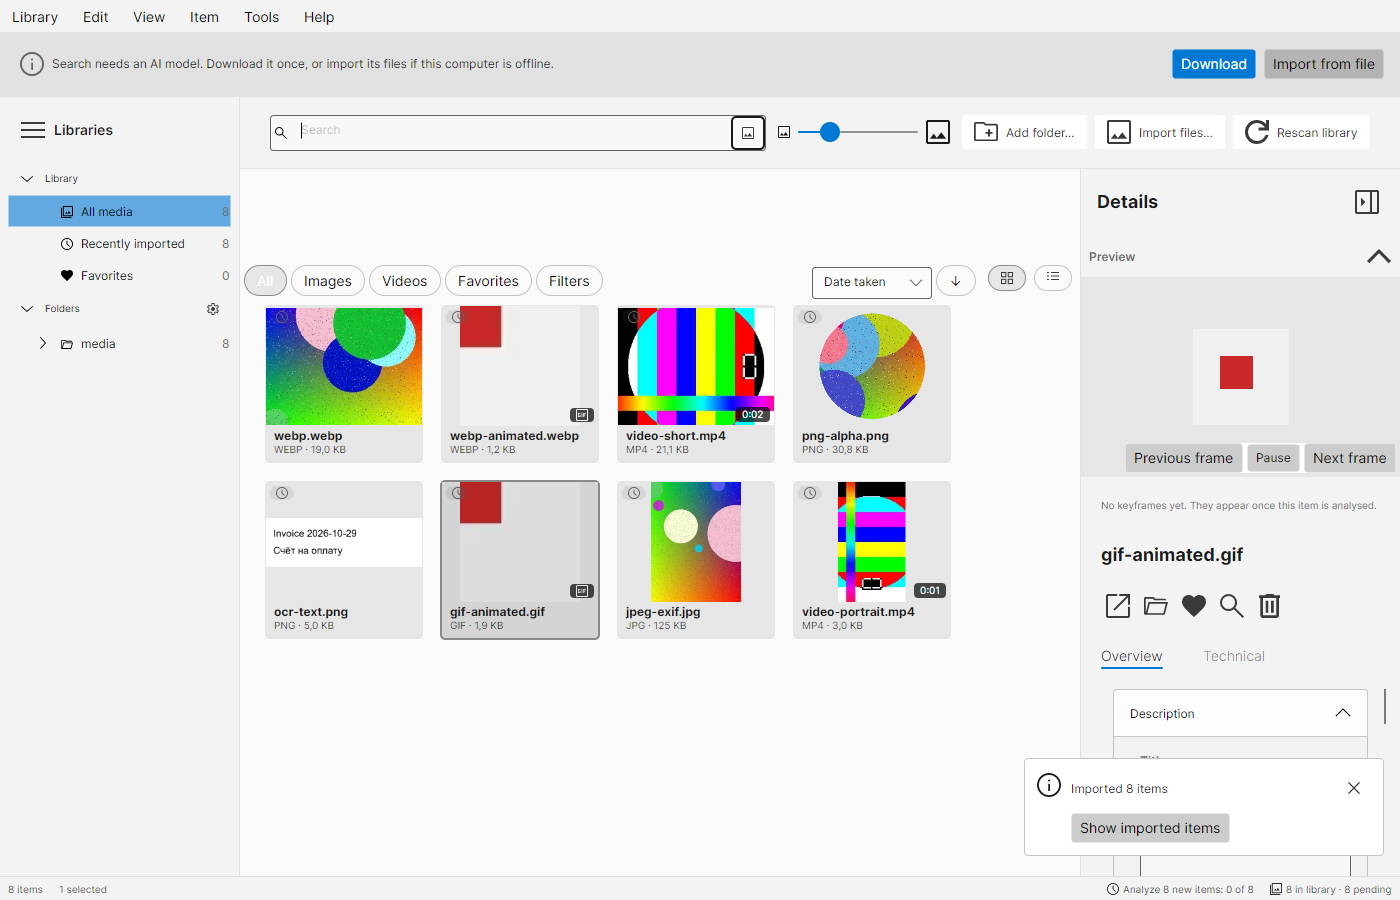 Library Edit View Item Tools Help
Search needs an AI model. Download it once, or import its files if this computer is offline.
Download Import from file
Libraries
Search
Add folder...
Import files...
Rescan library
Library
All media 8
Recently imported 8
Favorites 0
Folders
media 8
All Images Videos Favorites Filters
Date taken
webp.webp
WEBP · 19,0 KB
GIF
webp-animated.webp
WEBP · 1,2 KB
0:02
video-short.mp4
MP4 · 21,1 KB
png-alpha.png
PNG · 30,8 KB
Invoice 2026-10-29
Счёт на оплату
ocr-text.png
PNG · 5,0 KB
GIF
gif-animated.gif
GIF · 1,9 KB
jpeg-exif.jpg
JPG · 125 KB
0:01
video-portrait.mp4
MP4 · 3,0 KB
Details
Preview
Previous frame Pause Next frame
No keyframes yet. They appear once this item is analysed.
gif-animated.gif
Overview Technical
Description
Imported 8 items
Show imported items
8 items 1 selected
Analyze 8 new items: 0 of 8
8 in library · 8 pending